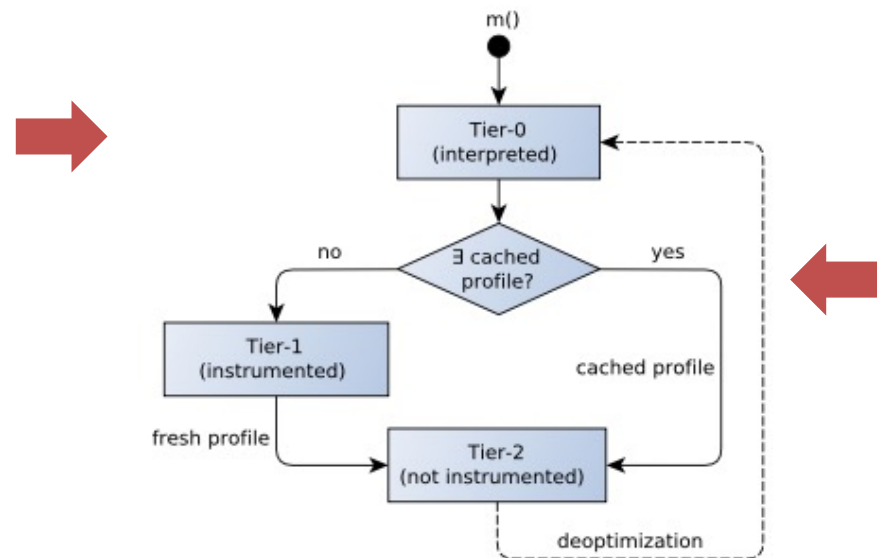 m()
Tier-0
(interpreted)
no
∃ cached
profile?
yes
Tier-1
(instrumented)
cached profile
fresh profile
Tier-2
(not instrumented)
deoptimization